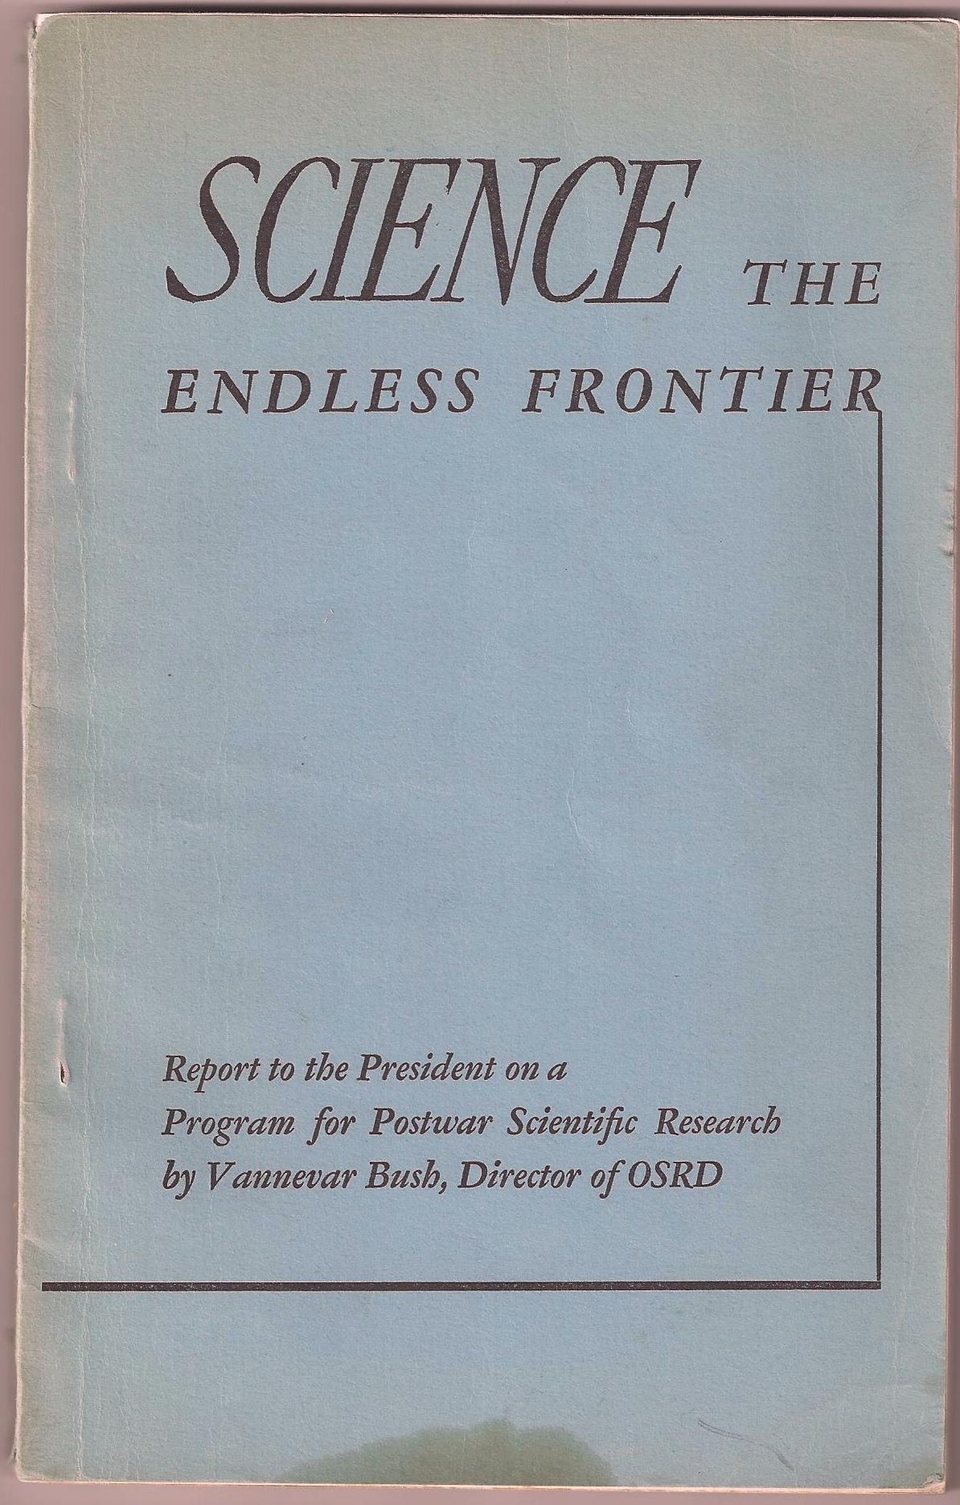 SCIENCE THE
ENDLESS FRONTIER
Report to the President on a
Program for Postwar Scientific Research
by Vannevar Bush, Director of OSRD